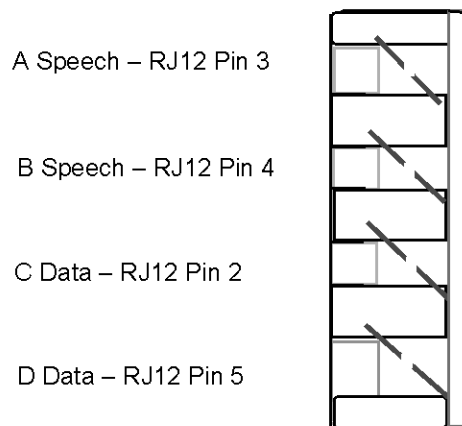 A Speech – RJ12 Pin 3
B Speech – RJ12 Pin 4
C Data – RJ12 Pin 2
D Data – RJ12 Pin 5